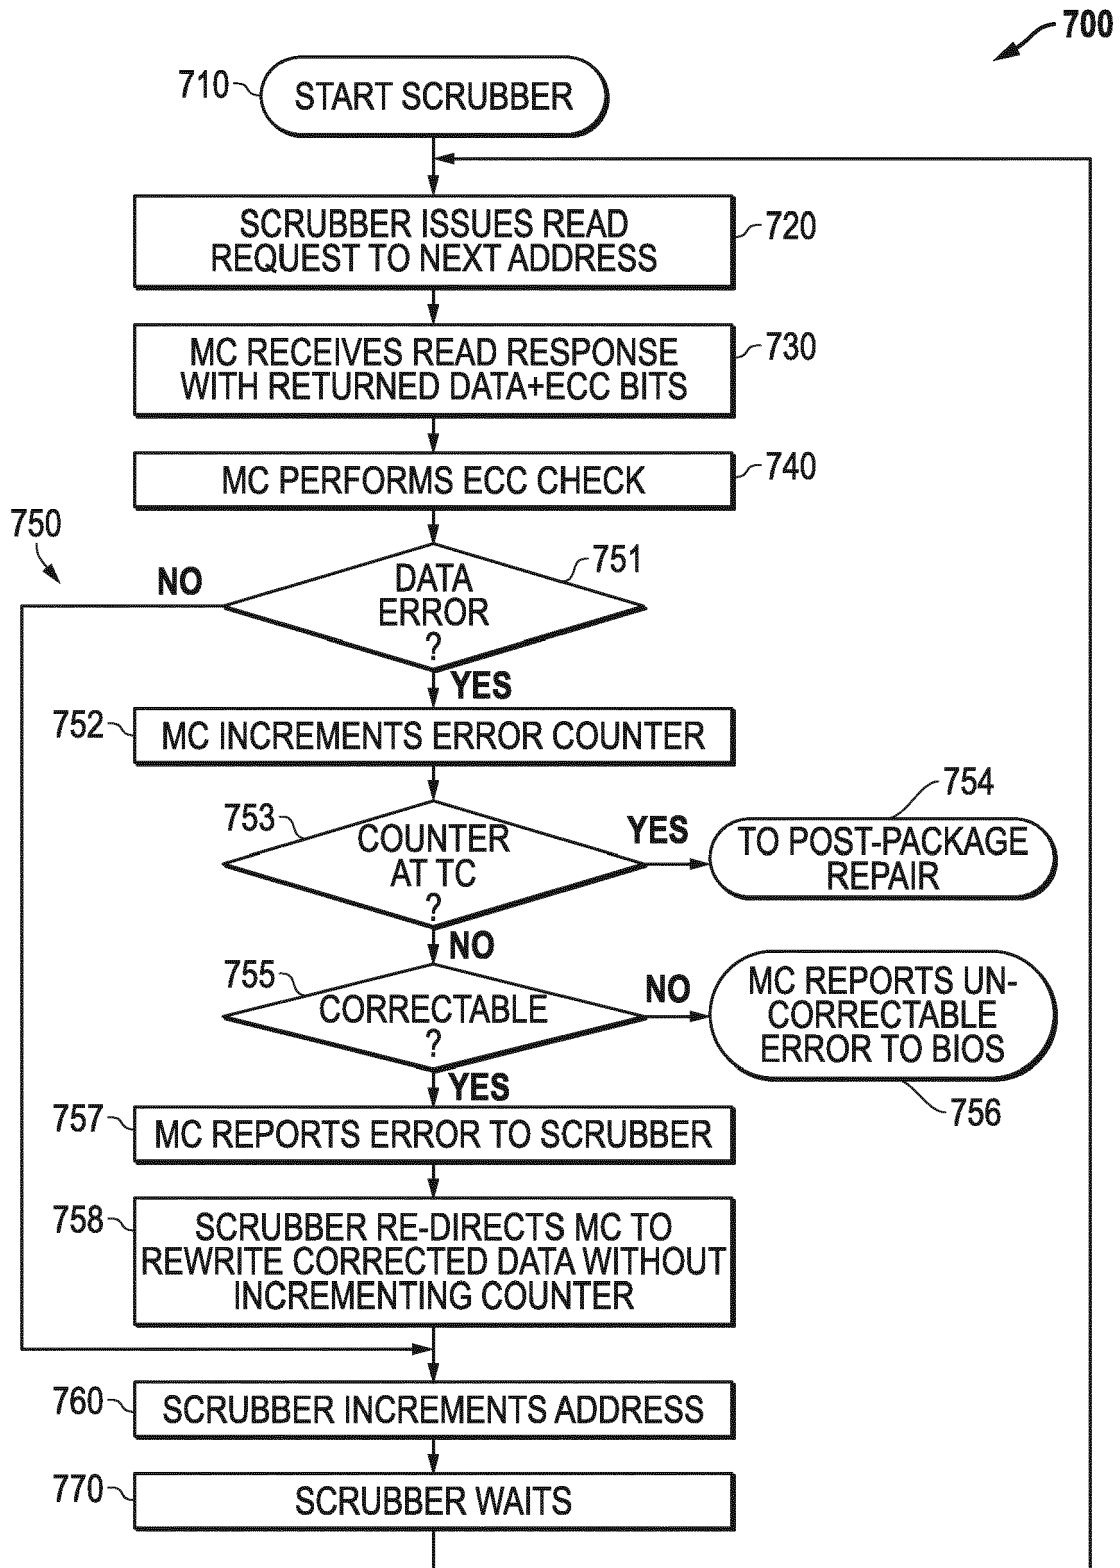 700
710
START SCRUBBER
SCRUBBER ISSUES READ
REQUEST TO NEXT ADDRESS
720
MC RECEIVES READ RESPONSE
WITH RETURNED DATA+ECC BITS
730
MC PERFORMS ECC CHECK
740
750
NO
DATA
ERROR
?
751
YES
752
MC INCREMENTS ERROR COUNTER
753
COUNTER
AT TC
?
YES
754
TO POST-PACKAGE
REPAIR
NO
755
CORRECTABLE
?
NO
MC REPORTS UN-
CORRECTABLE
ERROR TO BIOS
756
YES
757
MC REPORTS ERROR TO SCRUBBER
758
SCRUBBER RE-DIRECTS MC TO
REWRITE CORRECTED DATA WITHOUT
INCREMENTING COUNTER
760
SCRUBBER INCREMENTS ADDRESS
770
SCRUBBER WAITS